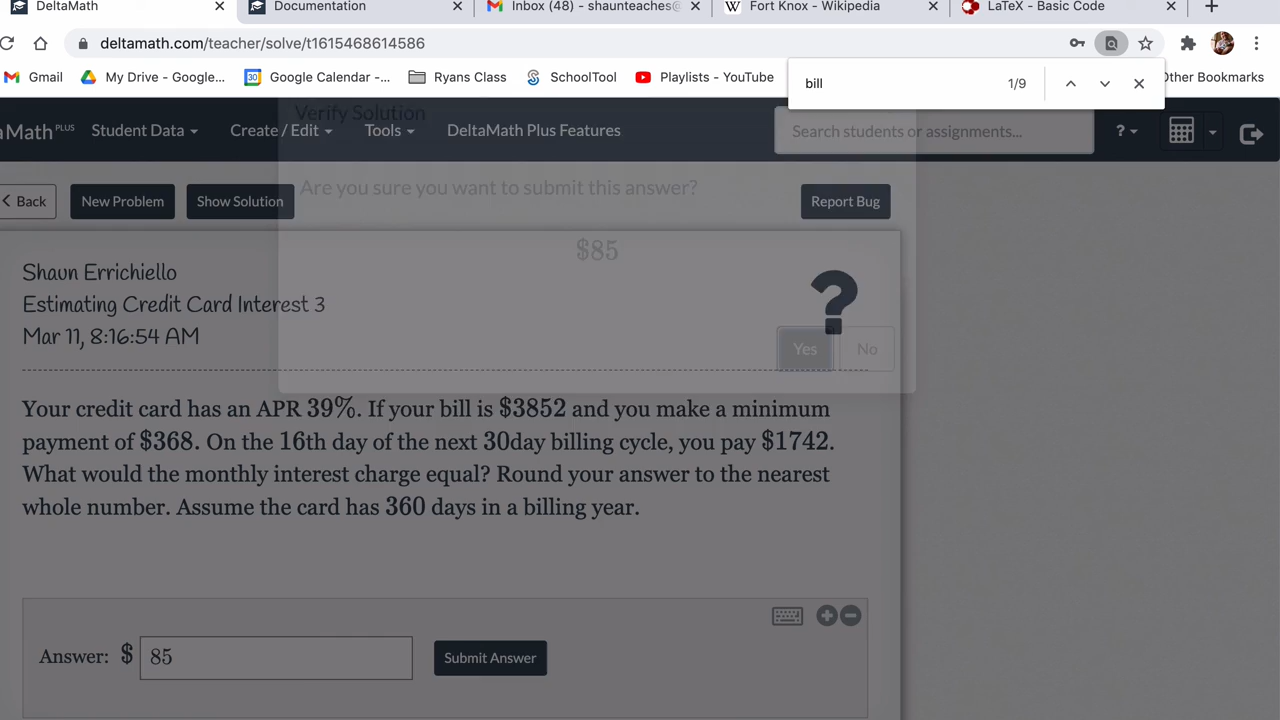 DeltaMath
Documentation
Inbox (48) - shaunteaches@
Fort Knox - Wikipedia
LaTeX - Basic Code
deltamath.com/teacher/solve/t1615468614586
Gmail
My Drive - Google...
30
Google Calendar -...
Ryans Class
SchoolTool
Playlists - YouTube
Other Bookmarks
bill
1/9
Verify Solution
aMath PLUS
Student Data
Create / Edit
Tools
DeltaMath Plus Features
Search students or assignments...
?
Are you sure you want to submit this answer?
< Back
New Problem
Show Solution
Report Bug
$85
Shaun Errichiello
Estimating Credit Card Interest 3
Mar 11, 8:16:54 AM
?
Yes
No
Your credit card has an APR 39%. If your bill is $3852 and you make a minimum
payment of $368. On the 16th day of the next 30day billing cycle, you pay $1742.
What would the monthly interest charge equal? Round your answer to the nearest
whole number. Assume the card has 360 days in a billing year.
Answer: $ 85
Submit Answer